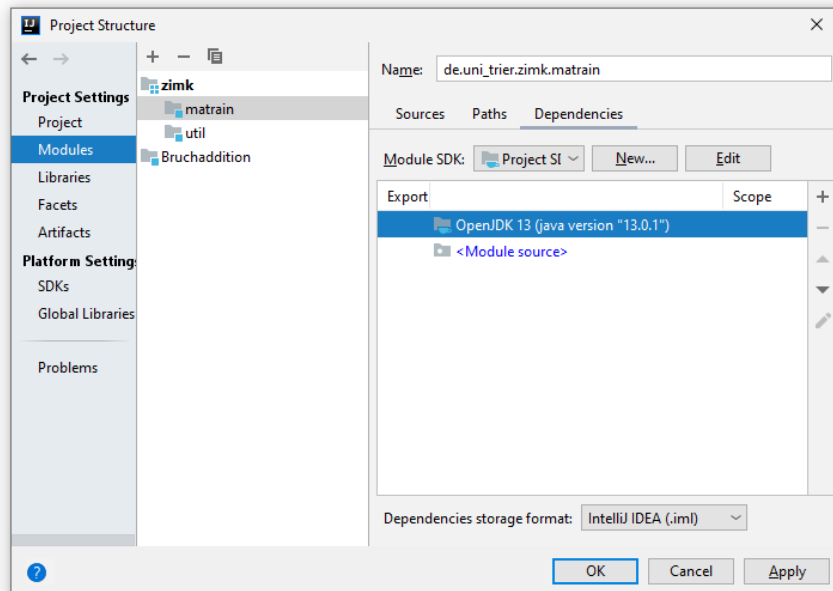 Project Structure
Project Settings
Project
Modules
Libraries
Facets
Artifacts
Platform Setting
SDKs
Global Libraries
Problems
zimk
matrain
util
Bruchaddition
Name: de.uni_trier.zimk.matrain
Sources Paths Dependencies
Module SDK: Project SI New... Edit
Export Scope
OpenJDK 13 (java version "13.0.1")
<Module source>
Dependencies storage format: IntelliJ IDEA (.iml)
? OK Cancel Apply